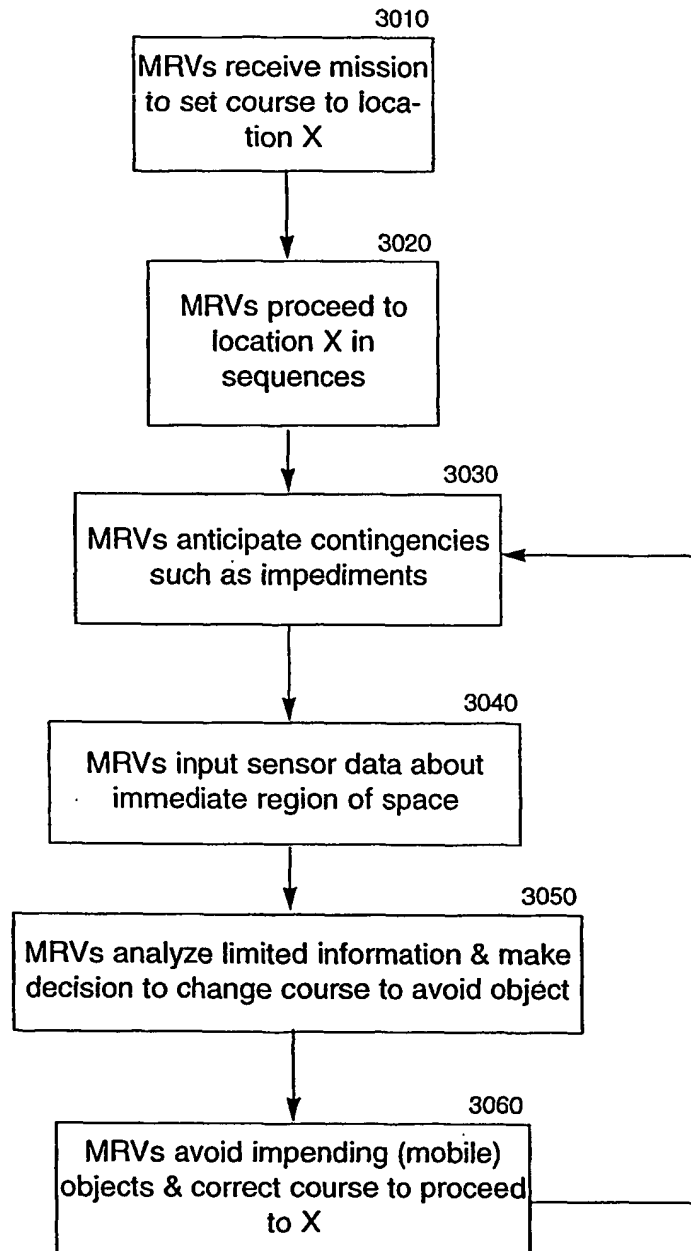 3010
MRVs receive mission
to set course to loca-
tion X
3020
MRVs proceed to
location X in
sequences
3030
MRVs anticipate contingencies
such as impediments
3040
MRVs input sensor data about
immediate region of space
3050
MRVs analyze limited information & make
decision to change course to avoid object
3060
MRVs avoid impending (mobile)
objects & correct course to proceed
to X